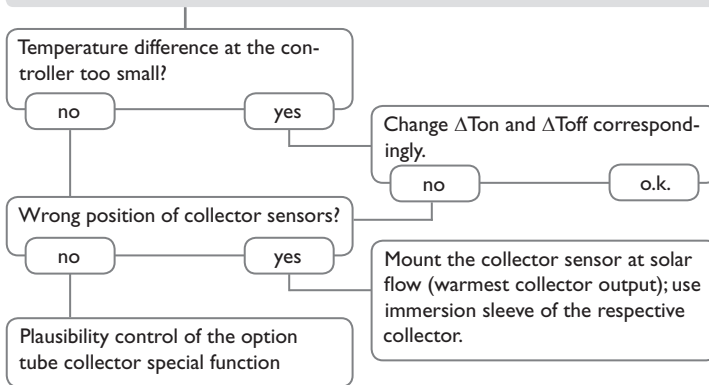 Temperature difference at the con-
troller too small?
no
yes
Change ΔTon and ΔToff correspond-
ingly.
no
o.k.
Wrong position of collector sensors?
no
yes
Mount the collector sensor at solar
flow (warmest collector output); use
immersion sleeve of the respective
collector.
Plausibility control of the option
tube collector special function